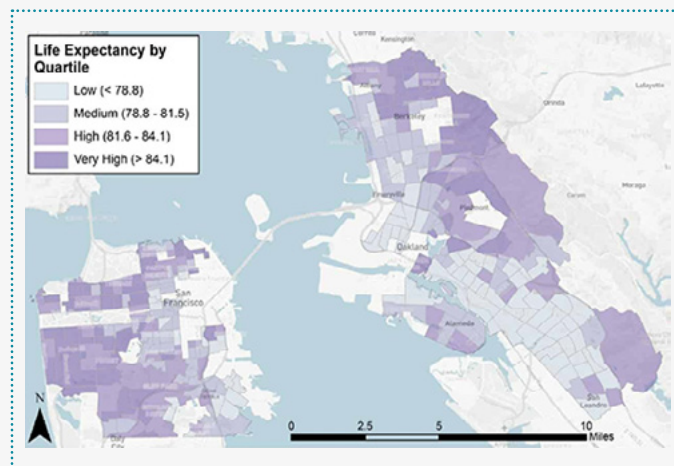 Life Expectancy by
Quartile
Low (< 78.8)
Medium (78.8 - 81.5)
High (81.6 - 84.1)
Very High (> 84.1)
Kensington
Albany
Orinda
Lafayette
Berkeley
Moraga
Emeryville
Piedmont
Oakland
San
Francisco
Alameda
San
Leandro
Daly
City
N
0 2.5 5 10
Miles